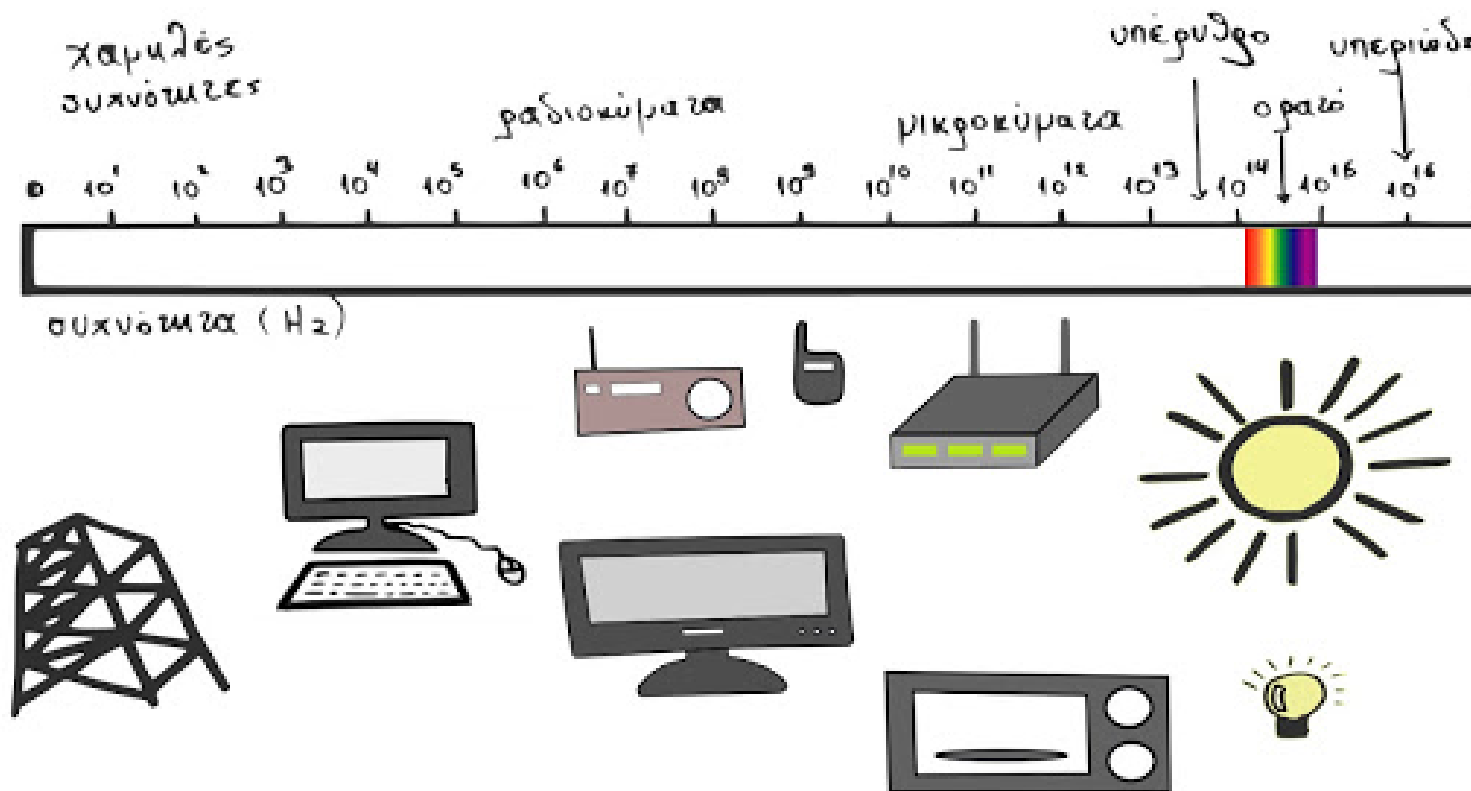 χαμηλές
συχνότητες
ραδιοκύματα
μικροκύματα
υπέρυθρο
υπεριώδε
ορατό
0 10¹ 10² 10³ 10⁴ 10⁵ 10⁶ 10⁷ 10⁸ 10⁹ 10¹⁰ 10¹¹ 10¹² 10¹³ 10¹⁴ 10¹⁵ 10¹⁶
συχνότητα (Hz)